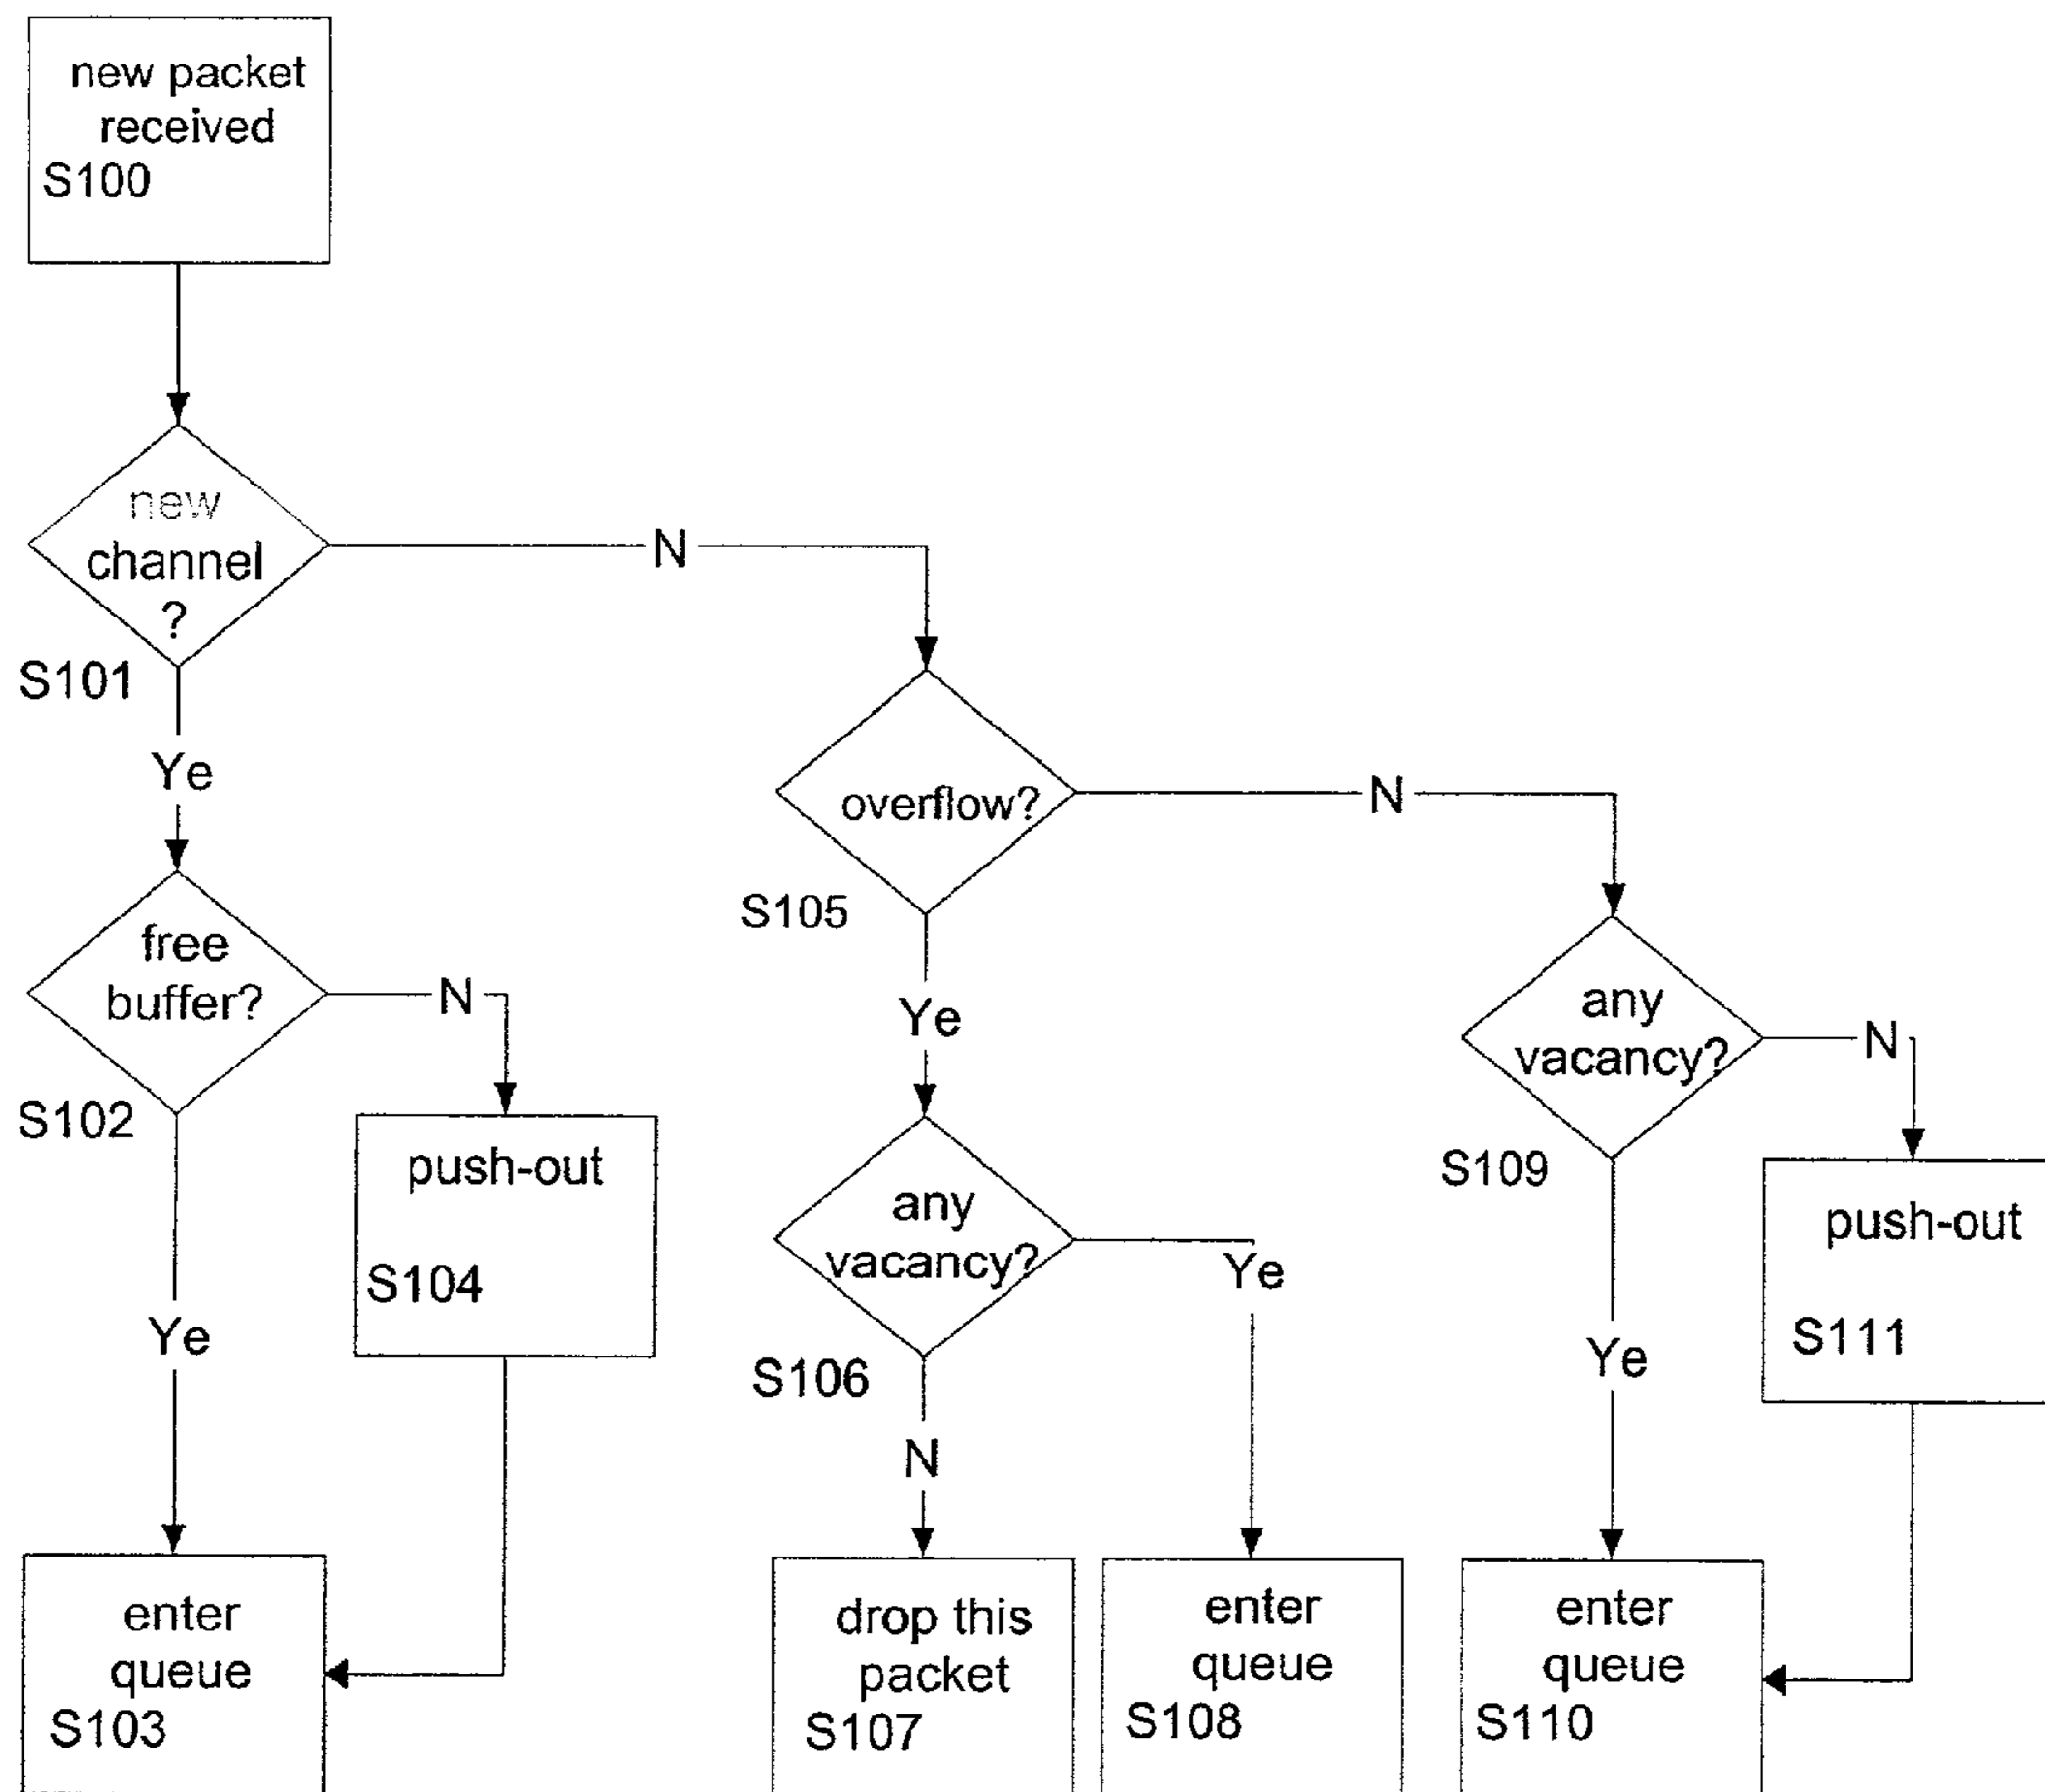 new packet
received
S100
new
channel
?
S101
N
Ye
overflow?
S105
N
free
buffer?
S102
N
Ye
any
vacancy?
S109
N
push-out
S104
any
vacancy?
S106
Ye
push-out
S111
Ye
Ye
N
enter
queue
S103
drop this
packet
S107
enter
queue
S108
enter
queue
S110